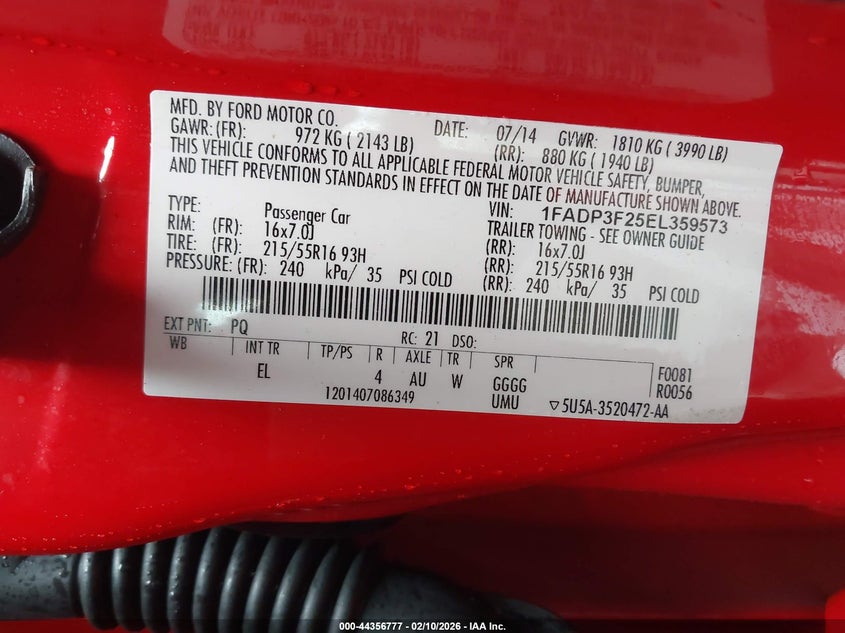 MFD. BY FORD MOTOR CO. DATE: 07/14 GVWR: 1810 KG ( 3990 LB)
GAWR: (FR): 972 KG ( 2143 LB) (RR): 880 KG ( 1940 LB)
THIS VEHICLE CONFORMS TO ALL APPLICABLE FEDERAL MOTOR VEHICLE SAFETY, BUMPER,
AND THEFT PREVENTION STANDARDS IN EFFECT ON THE DATE OF MANUFACTURE SHOWN ABOVE.
TYPE: Passenger Car VIN: 1FADP3F25EL359573
TRAILER TOWING - SEE OWNER GUIDE
RIM: (FR): 16x7.0J (RR): 16x7.0J
TIRE: (FR): 215/55R16 93H (RR): 215/55R16 93H
PRESSURE: (FR): 240 kPa/ 35 PSI COLD (RR): 240 kPa/ 35 PSI COLD
EXT PNT: PQ RC: 21 DSO:
WB INT TR TP/PS R AXLE TR SPR
EL 4 AU W GGGG F0081
UMU R0056
1201407086349 ▽5U5A-3520472-AA
000-44356777 - 02/10/2026 - IAA Inc.